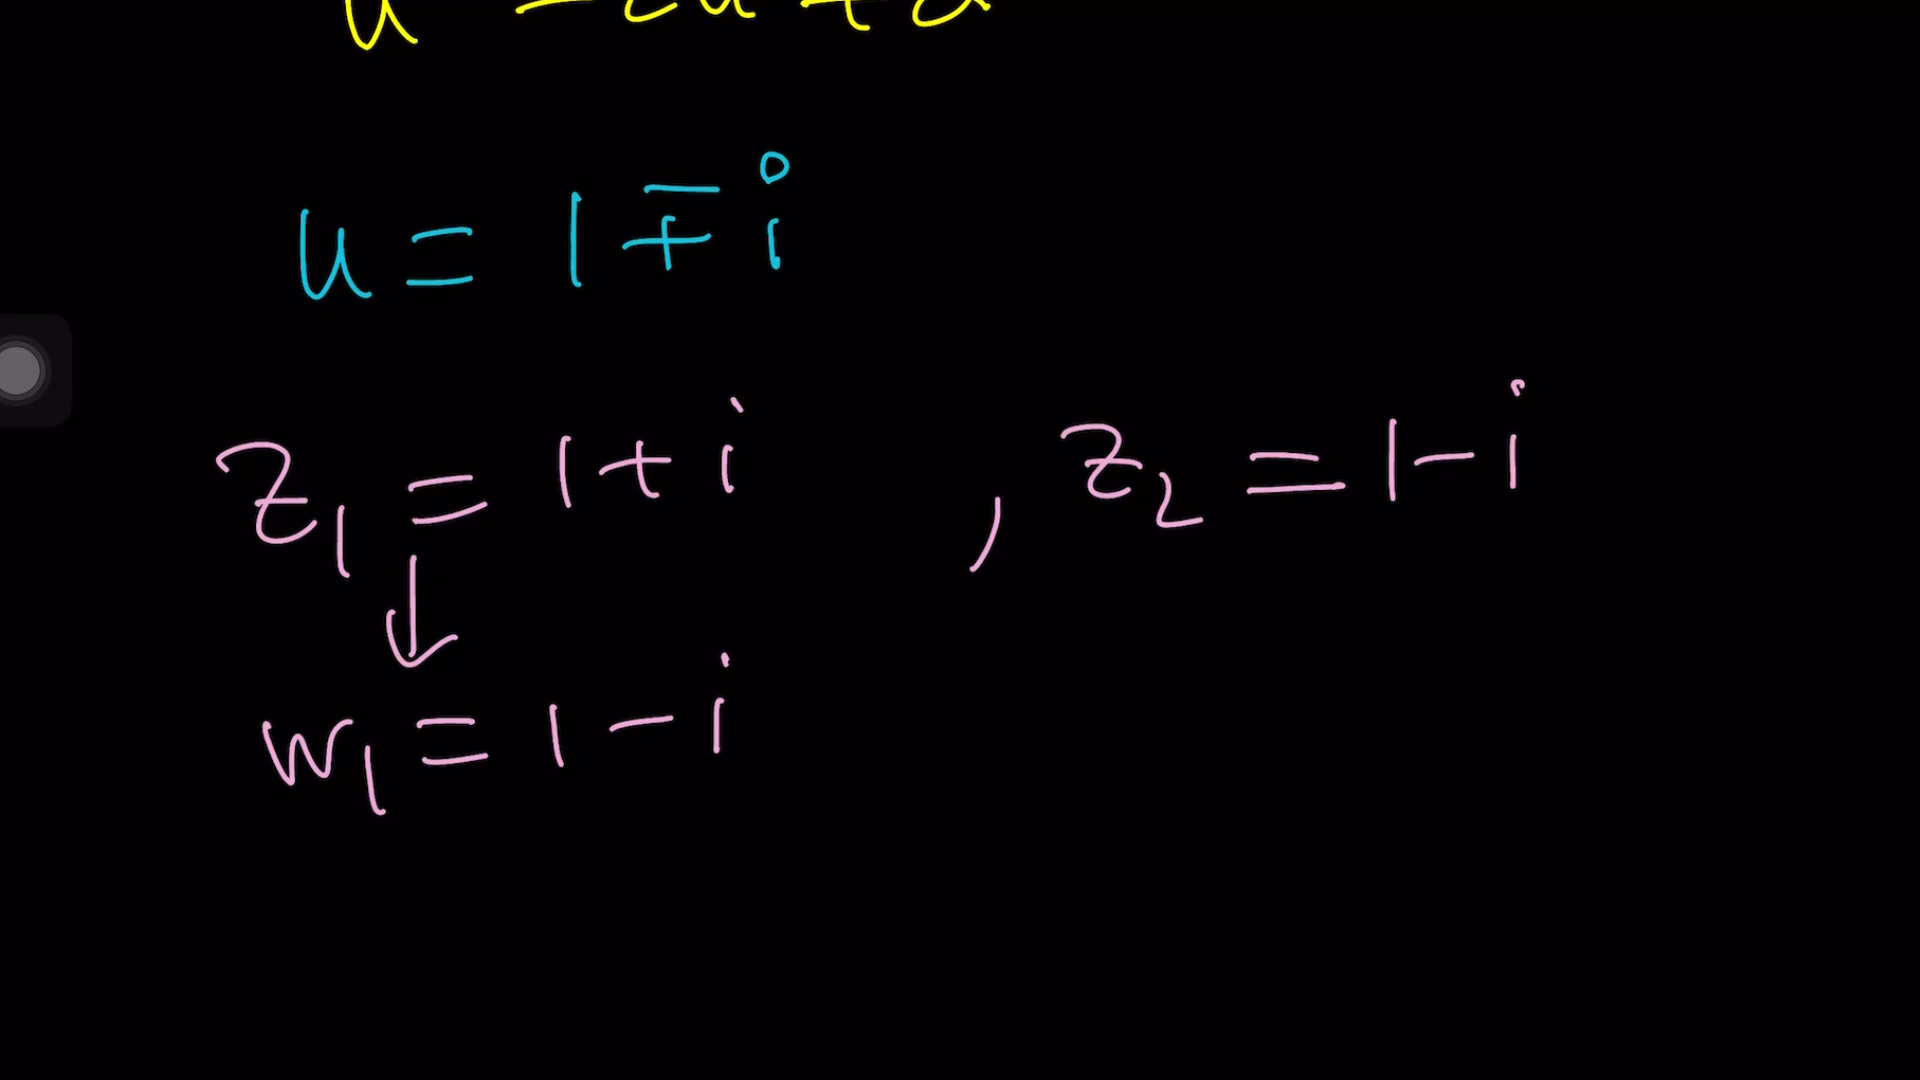 u = 1 ∓ i
z₁ = 1 + i , z₂ = 1 - i
↓
w₁ = 1 - i